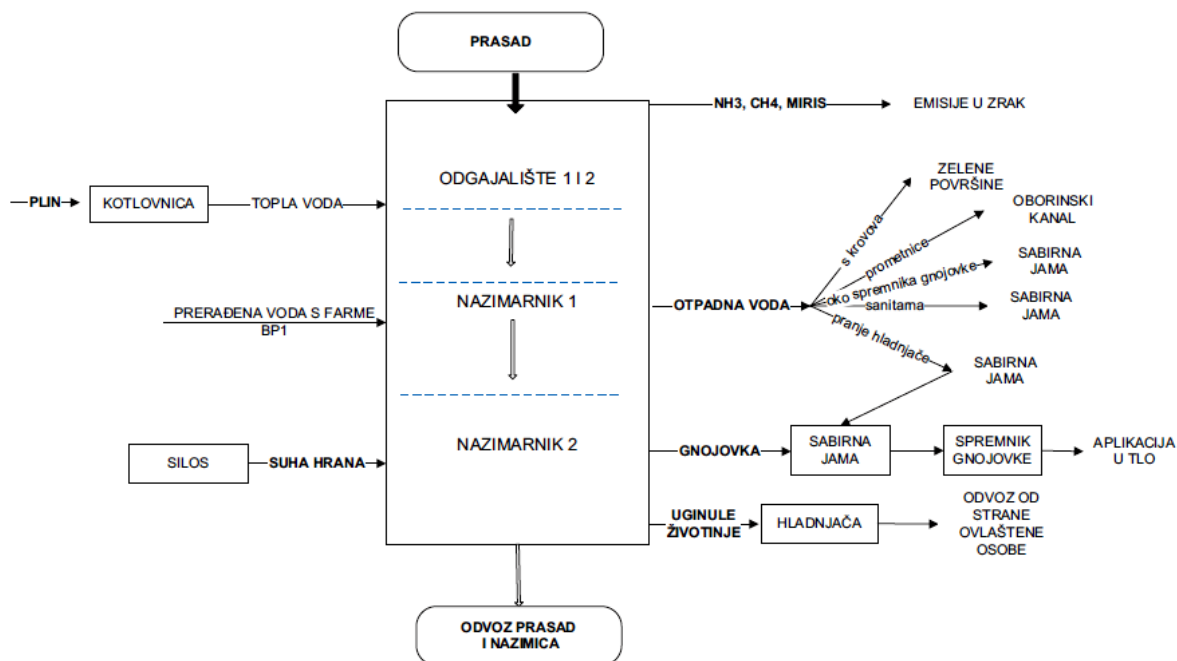 PRASAD
NH3, CH4, MIRIS
EMISIJE U ZRAK
ODGAJALIŠTE 1 I 2
ZELENE
POVRŠINE
PLIN
KOTLOVNICA
TOPLA VODA
OBORINSKI
KANAL
s krovova
prometnice
oko spremnika gnojovke
SABIRNA
JAMA
NAZIMARNIK 1
OTPADNA VODA
sanitarna
SABIRNA
JAMA
PRERAĐENA VODA S FARME
BP1
pranje hladnjače
SABIRNA
JAMA
NAZIMARNIK 2
SILOS
SUHA HRANA
GNOJOVKA
SABIRNA
JAMA
SPREMNIK
GNOJOVKE
APLIKACIJA
U TLO
UGINULE
ŽIVOTINJE
HLADNJAČA
ODVOZ OD
STRANE
OVLAŠTENE
OSOBE
ODVOZ PRASAD
I NAZIMICA